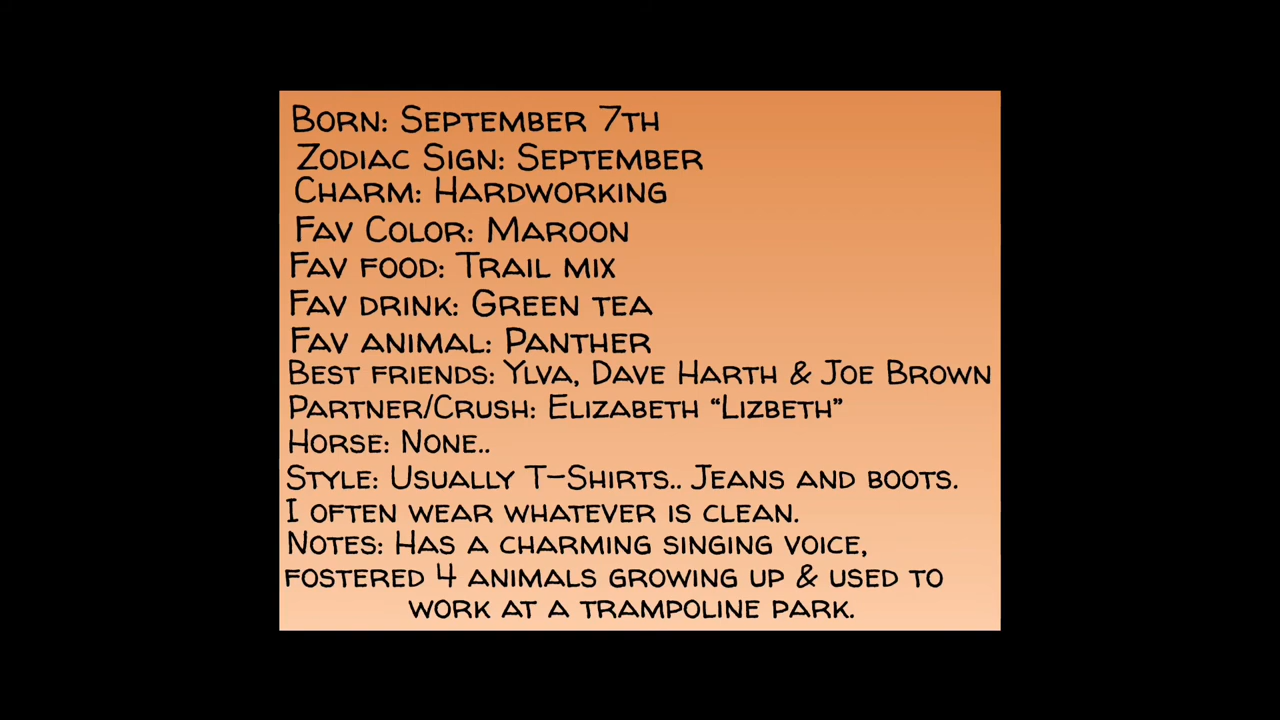 Born: September 7th
Zodiac Sign: September
Charm: Hardworking
Fav Color: Maroon
Fav food: Trail mix
Fav drink: Green tea
Fav animal: Panther
Best friends: Ylva, Dave Harth & Joe Brown
Partner/Crush: Elizabeth “Lizbeth”
Horse: None..
Style: Usually T-Shirts.. Jeans and boots.
I often wear whatever is clean.
Notes: Has a charming singing voice,
fostered 4 animals growing up & used to
work at a trampoline park.